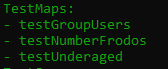 TestMaps:
- testGroupUsers
- testNumberFrodos
- testUnderaged